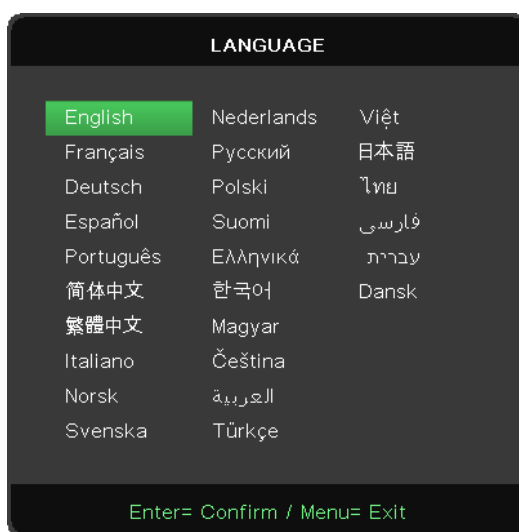 LANGUAGE
English Nederlands Việt
Français Русский 日本語
Deutsch Polski ไทย
Español Suomi فارسی
Português Ελληνικά עברית
简体中文 한국어 Dansk
繁體中文 Magyar
Italiano Čeština
Norsk العربية
Svenska Türkçe
Enter= Confirm / Menu= Exit